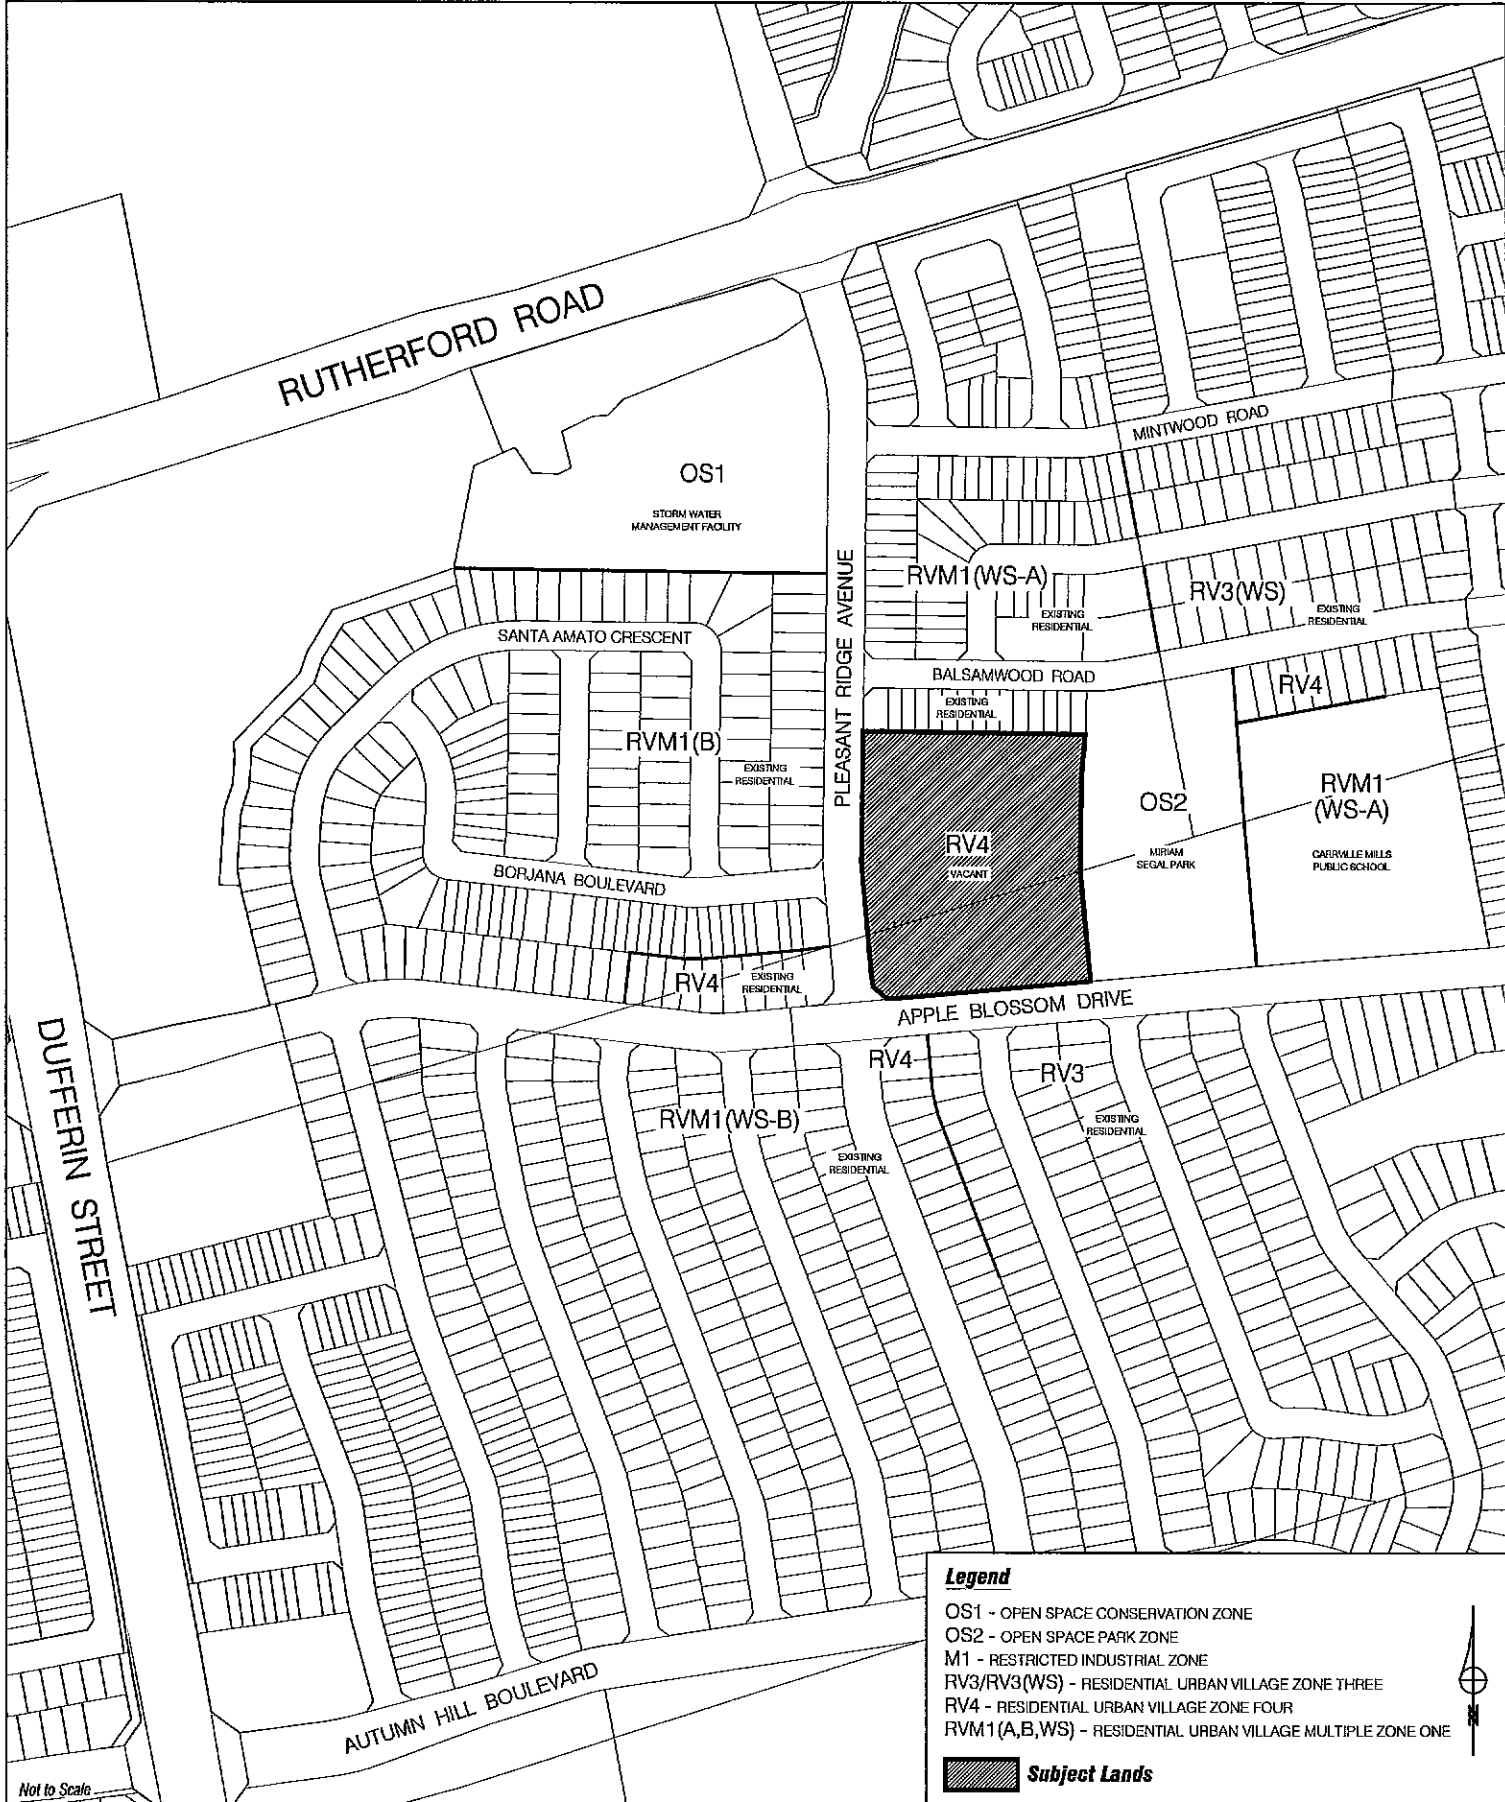 RUTHERFORD ROAD
MINTWOOD ROAD
OS1
STORM WATER
MANAGEMENT FACILITY
PLEASANT RIDGE AVENUE
RVM1(WS-A)
EXISTING
RESIDENTIAL
RV3(WS)
EXISTING
RESIDENTIAL
SANTA AMATO CRESCENT
BALSAMWOOD ROAD
EXISTING
RESIDENTIAL
RV4
RVM1(B)
EXISTING
RESIDENTIAL
OS2
MIRIAM
SEGAL PARK
RVM1
(WS-A)
CARRVILLE MILLS
PUBLIC SCHOOL
RV4
VACANT
BORJANA BOULEVARD
RV4
EXISTING
RESIDENTIAL
APPLE BLOSSOM DRIVE
DUFFERIN STREET
RV4
RV3
RVM1(WS-B)
EXISTING
RESIDENTIAL
EXISTING
RESIDENTIAL
AUTUMN HILL BOULEVARD
Legend
OS1 - OPEN SPACE CONSERVATION ZONE
OS2 - OPEN SPACE PARK ZONE
M1 - RESTRICTED INDUSTRIAL ZONE
RV3/RV3(WS) - RESIDENTIAL URBAN VILLAGE ZONE THREE
RV4 - RESIDENTIAL URBAN VILLAGE ZONE FOUR
RVM1(A,B,WS) - RESIDENTIAL URBAN VILLAGE MULTIPLE ZONE ONE
Subject Lands
Not to Scale